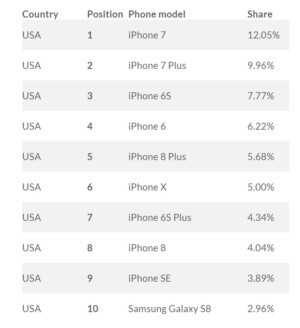 Country Position Phone model Share
USA 1 iPhone 7 12.05%
USA 2 iPhone 7 Plus 9.96%
USA 3 iPhone 6S 7.77%
USA 4 iPhone 6 6.22%
USA 5 iPhone 8 Plus 5.68%
USA 6 iPhone X 5.00%
USA 7 iPhone 6S Plus 4.34%
USA 8 iPhone 8 4.04%
USA 9 iPhone SE 3.89%
USA 10 Samsung Galaxy S8 2.96%